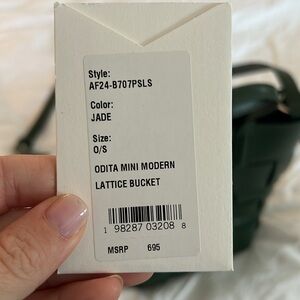 Style:
AF24-B707PSLS
Color:
JADE
Size:
O/S
ODITA MINI MODERN
LATTICE BUCKET
1 98287 03208 8
MSRP 695